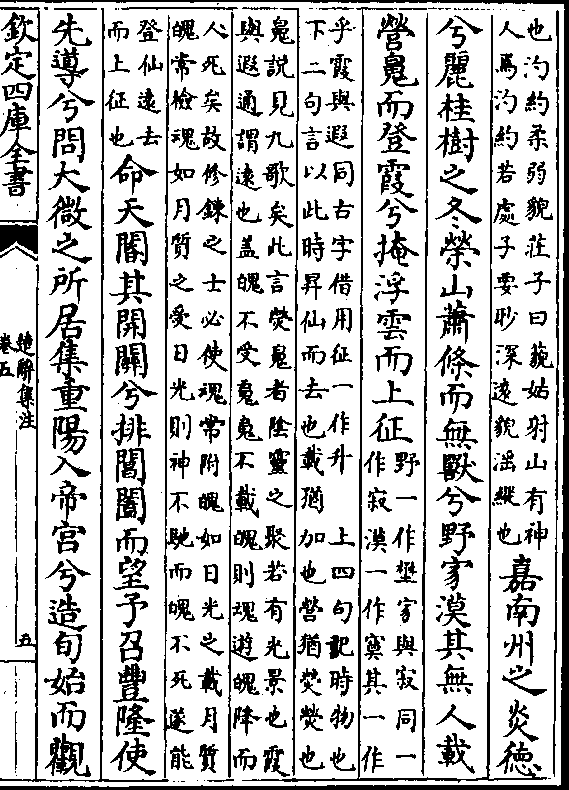 也汋約柔弱貌莊子曰藐姑射山有神
人焉汋約若處子要眇深遠貌滛縱也
嘉南州之炎德
兮麗桂樹之冬榮山蕭條而無獸兮野家漠其無人載
營䰟而登霞兮掩浮雲而上征
野一作壄家與寂同一
作寂漠一作寞其一作
乎霞與遐同古字借用征一作升　上四句記時物也
下二句言以此時昇仙而去也載猶加也營猶熒熒也
䰟說見九歌矣此言熒䰟者陰靈之聚若有光景也霞
與遐通謂遠也盖魄不受䰟䰟不載魄則魂遊魄降而
人死矣故修鍊之士必使魂常附魄如日光之載月質
魄常檢魂如月質之受日光則神不馳而魄不死遂能
登仙遠去
而上征也
命天閽其開關兮排閶闔而望予召豐隆使
先導兮問大微之所居集重陽入帝宫兮造旬始而觀
欽定四庫全書
楚辭集注
卷五
五